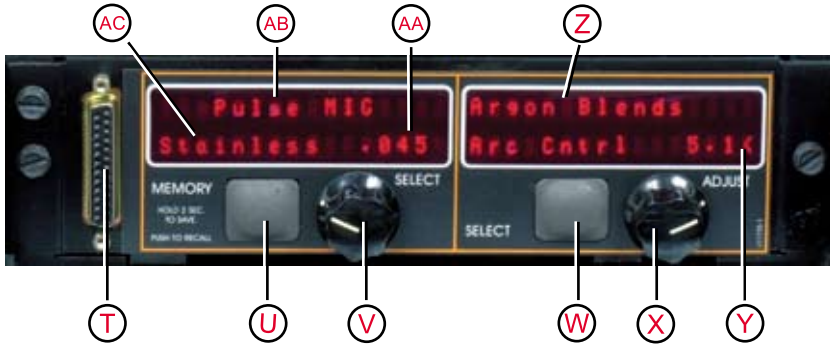 AC AB AA Z
Pulse MIG Argon Blends
Stainless .045 Arc Cntrl 5.1<
MEMORY SELECT ADJUST
HOLD 2 SEC.
TO SAVE
PUSH TO RECALL SELECT
T U V W X Y